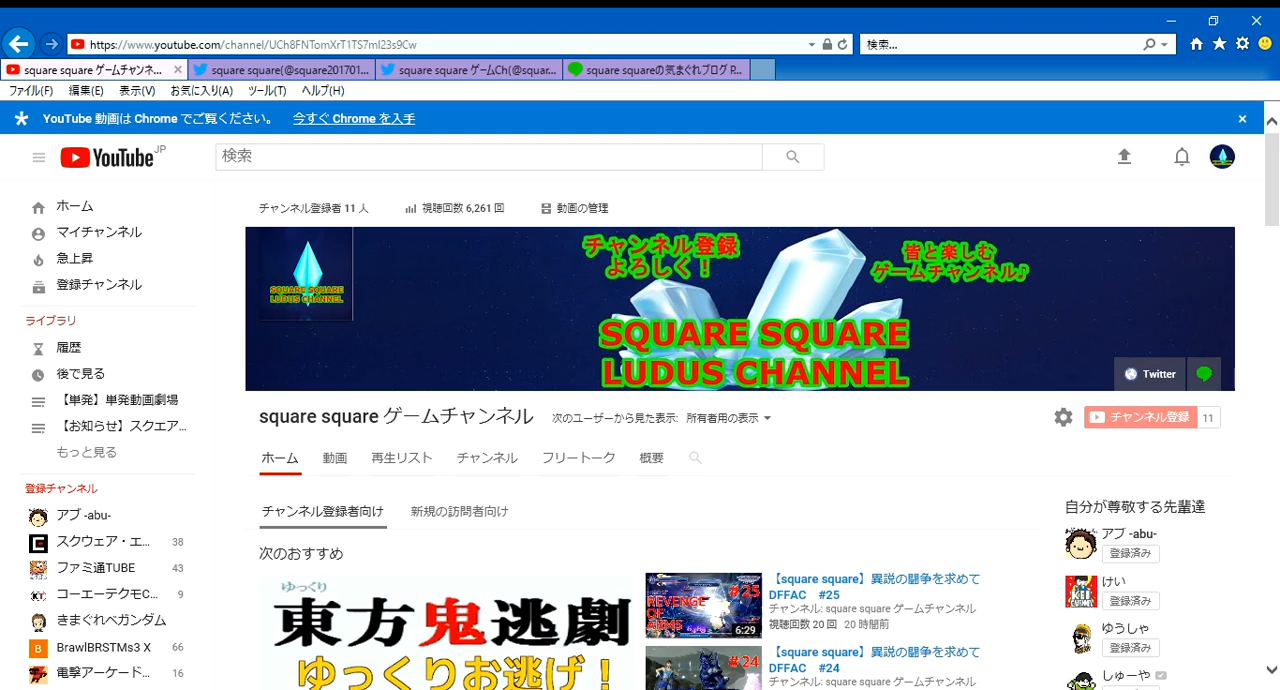 https://www.youtube.com/channel/UCh8FNTomXrT1TS7mI23s9Cw
検索...
square square ゲームチャンネ...
square square(@square201701...
square square ゲームCh(@squar...
square squareの気まぐれブログ R...
ファイル(F) 編集(E) 表示(V) お気に入り(A) ツール(T) ヘルプ(H)
YouTube 動画は Chrome でご覧ください。 今すぐ Chrome を入手
YouTube JP
検索
ホーム
マイチャンネル
急上昇
登録チャンネル
ライブラリ
履歴
後で見る
【単発】単発動画劇場
【お知らせ】スクエア...
もっと見る
登録チャンネル
アブ -abu-
スクウェア・エ... 38
ファミ通TUBE 43
コーエーテクモC... 9
きまぐれべガンダム
B BrawlBRSTMs3 X 66
電撃アーケード... 16
チャンネル登録者 11 人 視聴回数 6,261 回 動画の管理
SQUARE SQUARE
LUDUS CHANNEL
チャンネル登録
よろしく！
皆と楽しむ
ゲームチャンネル♪
SQUARE SQUARE
LUDUS CHANNEL
Twitter
square square ゲームチャンネル 次のユーザーから見た表示: 所有者用の表示
チャンネル登録 11
ホーム 動画 再生リスト チャンネル フリートーク 概要
チャンネル登録者向け 新規の訪問者向け
次のおすすめ
ゆっくり
東方鬼逃劇
ゆっくりお逃げ！
REVENGE
OF
ARMS
#25
6:29
【square square】異説の闘争を求めて
DFFAC #25
チャンネル: square square ゲームチャンネル
視聴回数 20 回 20 時間前
#24
【square square】異説の闘争を求めて
DFFAC #24
チャンネル: square square ゲームチャンネル
自分が尊敬する先輩達
アブ -abu-
登録済み
けい
登録済み
ゆうしゃ
登録済み
しゅーや